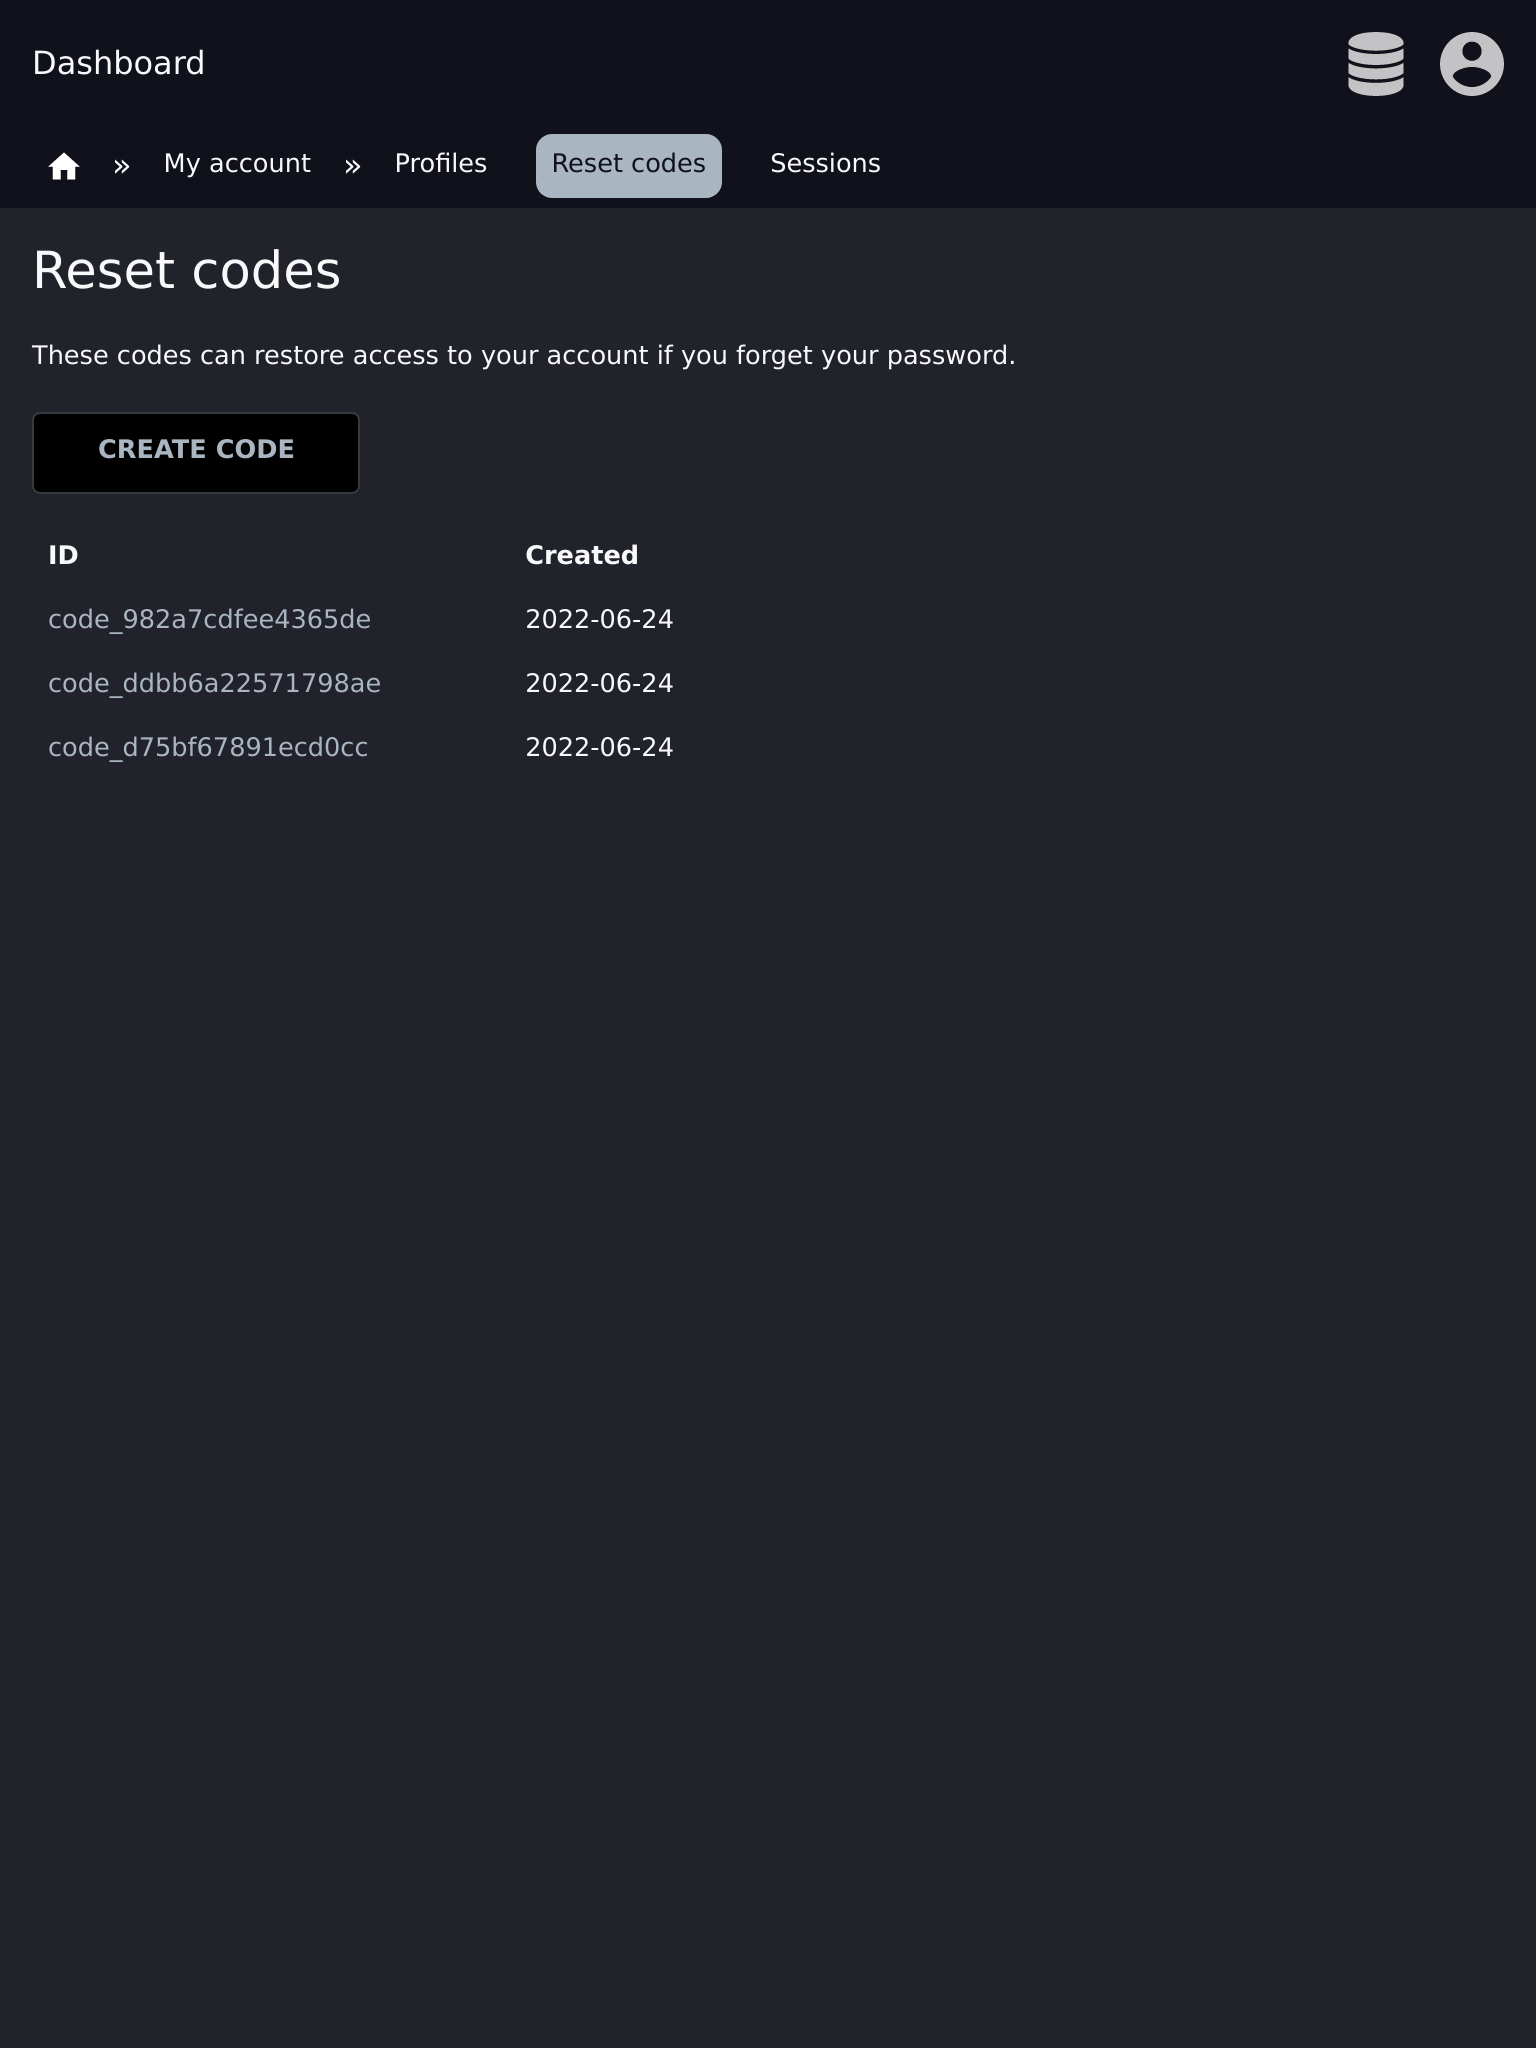 Dashboard
» My account » Profiles Reset codes Sessions
Reset codes
These codes can restore access to your account if you forget your password.
CREATE CODE
ID Created
code_982a7cdfee4365de 2022-06-24
code_ddbb6a22571798ae 2022-06-24
code_d75bf67891ecd0cc 2022-06-24